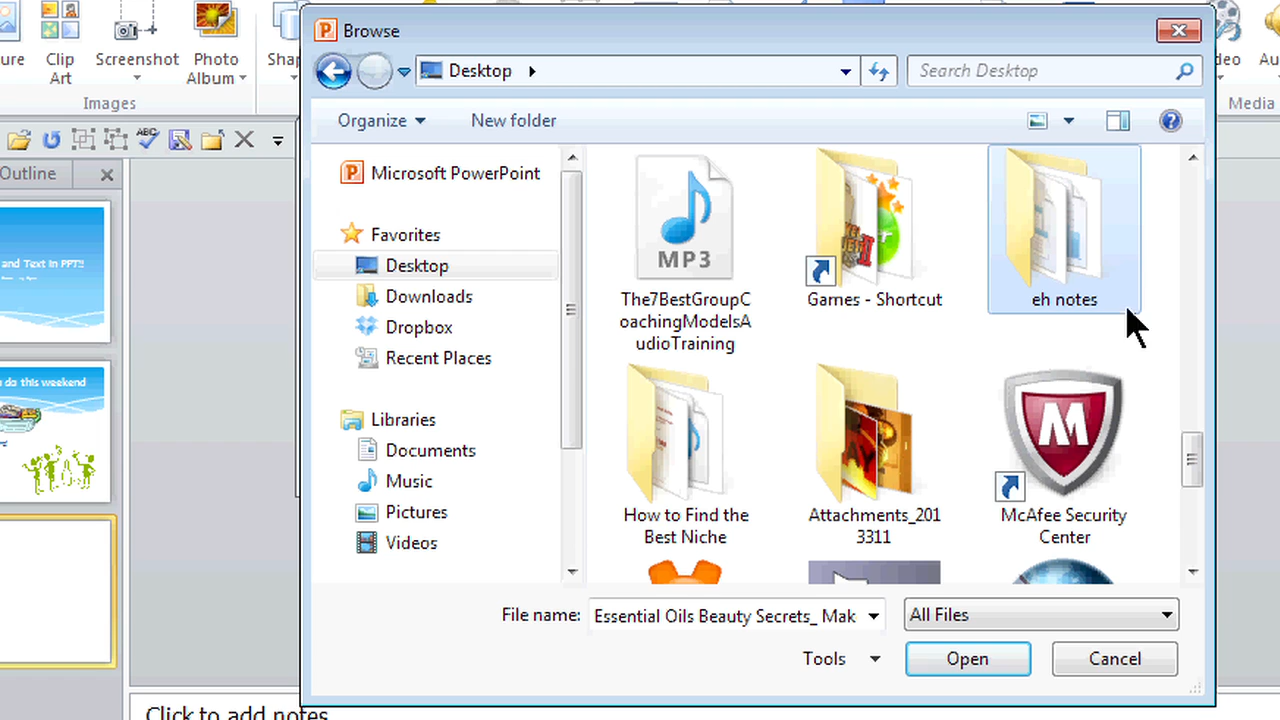 Browse
ure
Clip
Art
Screenshot
Photo
Album
Shap
Images
deo
Au
Media
Desktop
Search Desktop
Organize
New folder
ABC
Outline
and Text in PPT!!
do this weekend
Microsoft PowerPoint
Favorites
Desktop
Downloads
Dropbox
Recent Places
Libraries
Documents
Music
Pictures
Videos
MP3
The7BestGroupC
oachingModelsA
udioTraining
Games - Shortcut
eh notes
How to Find the
Best Niche
Attachments_201
3311
McAfee Security
Center
File name:
Essential Oils Beauty Secrets_ Mak
All Files
Tools
Open
Cancel
Click to add notes